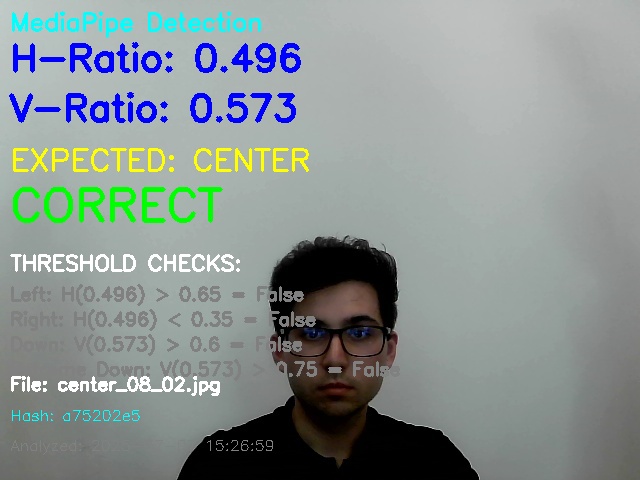 MediaPipe Detection
H-Ratio: 0.496
V-Ratio: 0.573
EXPECTED: CENTER
CORRECT
THRESHOLD CHECKS:
Left: H(0.496) > 0.65 = False
Right: H(0.496) < 0.35 = False
Down: V(0.573) > 0.6 = False
Down: V(0.573) > 0.75 = False
File: center_08_02.jpg
Hash: a75202e5
Analyzed: 15:26:59